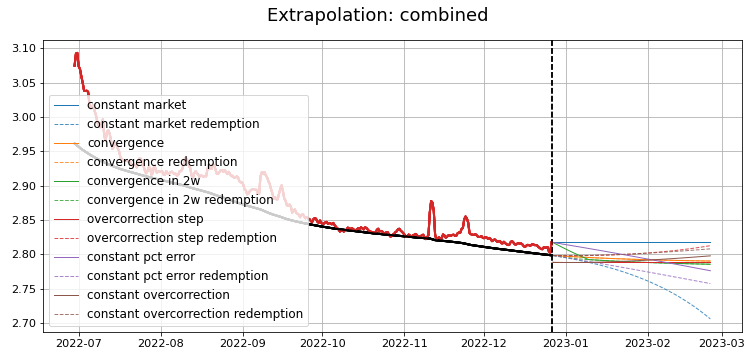 Extrapolation: combined
3.10
3.05
3.00
2.95
2.90
2.85
2.80
2.75
2.70
constant market
constant market redemption
convergence
convergence redemption
convergence in 2w
convergence in 2w redemption
overcorrection step
overcorrection step redemption
constant pct error
constant pct error redemption
constant overcorrection
constant overcorrection redemption
2022-07 2022-08 2022-09 2022-10 2022-11 2022-12 2023-01 2023-02 2023-03